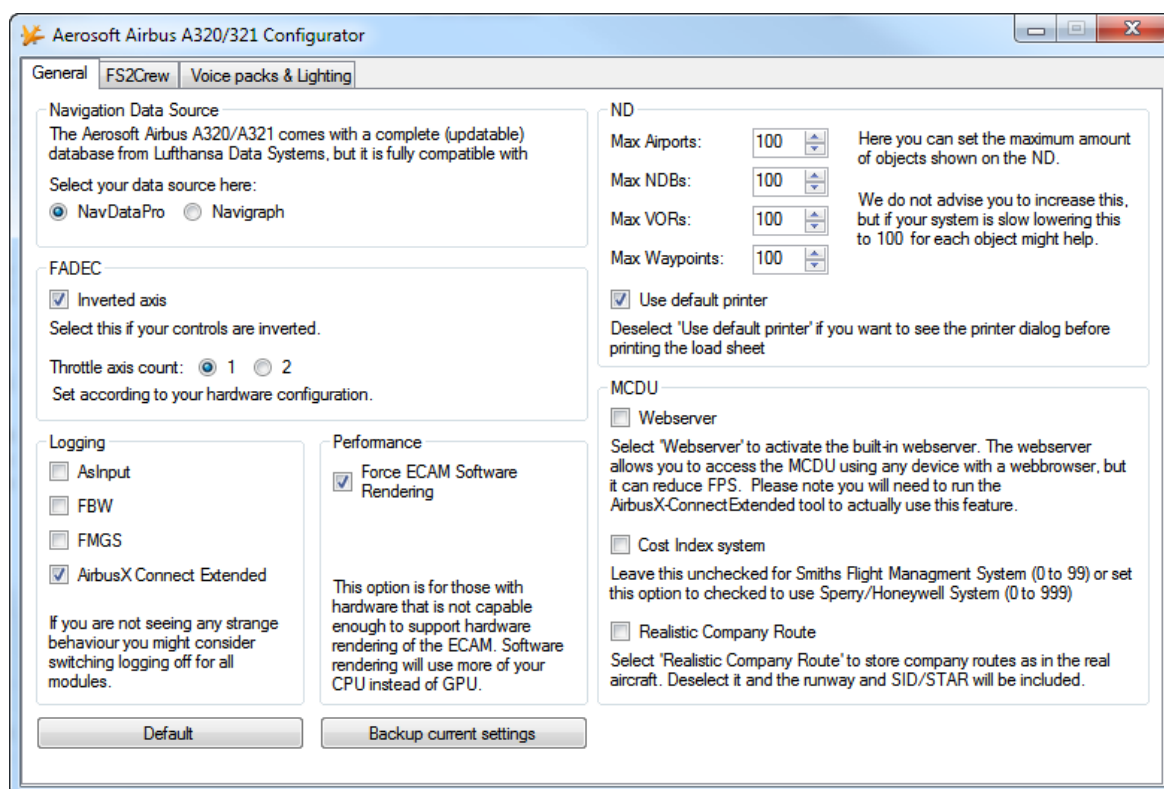 Aerosoft Airbus A320/321 Configurator
General
FS2Crew
Voice packs & Lighting
Navigation Data Source
The Aerosoft Airbus A320/A321 comes with a complete (updatable)
database from Lufthansa Data Systems, but it is fully compatible with
Select your data source here:
NavDataPro
Navigraph
FADEC
Inverted axis
Select this if your controls are inverted.
Throttle axis count: 1 2
Set according to your hardware configuration.
Logging
AsInput
FBW
FMGS
AirbusX Connect Extended
If you are not seeing any strange
behaviour you might consider
switching logging off for all
modules.
Default
Performance
Force ECAM Software
Rendering
This option is for those with
hardware that is not capable
enough to support hardware
rendering of the ECAM. Software
rendering will use more of your
CPU instead of GPU.
Backup current settings
ND
Max Airports: 100
Max NDBs: 100
Max VORs: 100
Max Waypoints: 100
Here you can set the maximum amount
of objects shown on the ND.
We do not advise you to increase this,
but if your system is slow lowering this
to 100 for each object might help.
Use default printer
Deselect 'Use default printer' if you want to see the printer dialog before
printing the load sheet
MCDU
Webserver
Select 'Webserver' to activate the built-in webserver. The webserver
allows you to access the MCDU using any device with a webbrowser, but
it can reduce FPS. Please note you will need to run the
AirbusX-ConnectExtended tool to actually use this feature.
Cost Index system
Leave this unchecked for Smiths Flight Managment System (0 to 99) or set
this option to checked to use Sperry/Honeywell System (0 to 999)
Realistic Company Route
Select 'Realistic Company Route' to store company routes as in the real
aircraft. Deselect it and the runway and SID/STAR will be included.